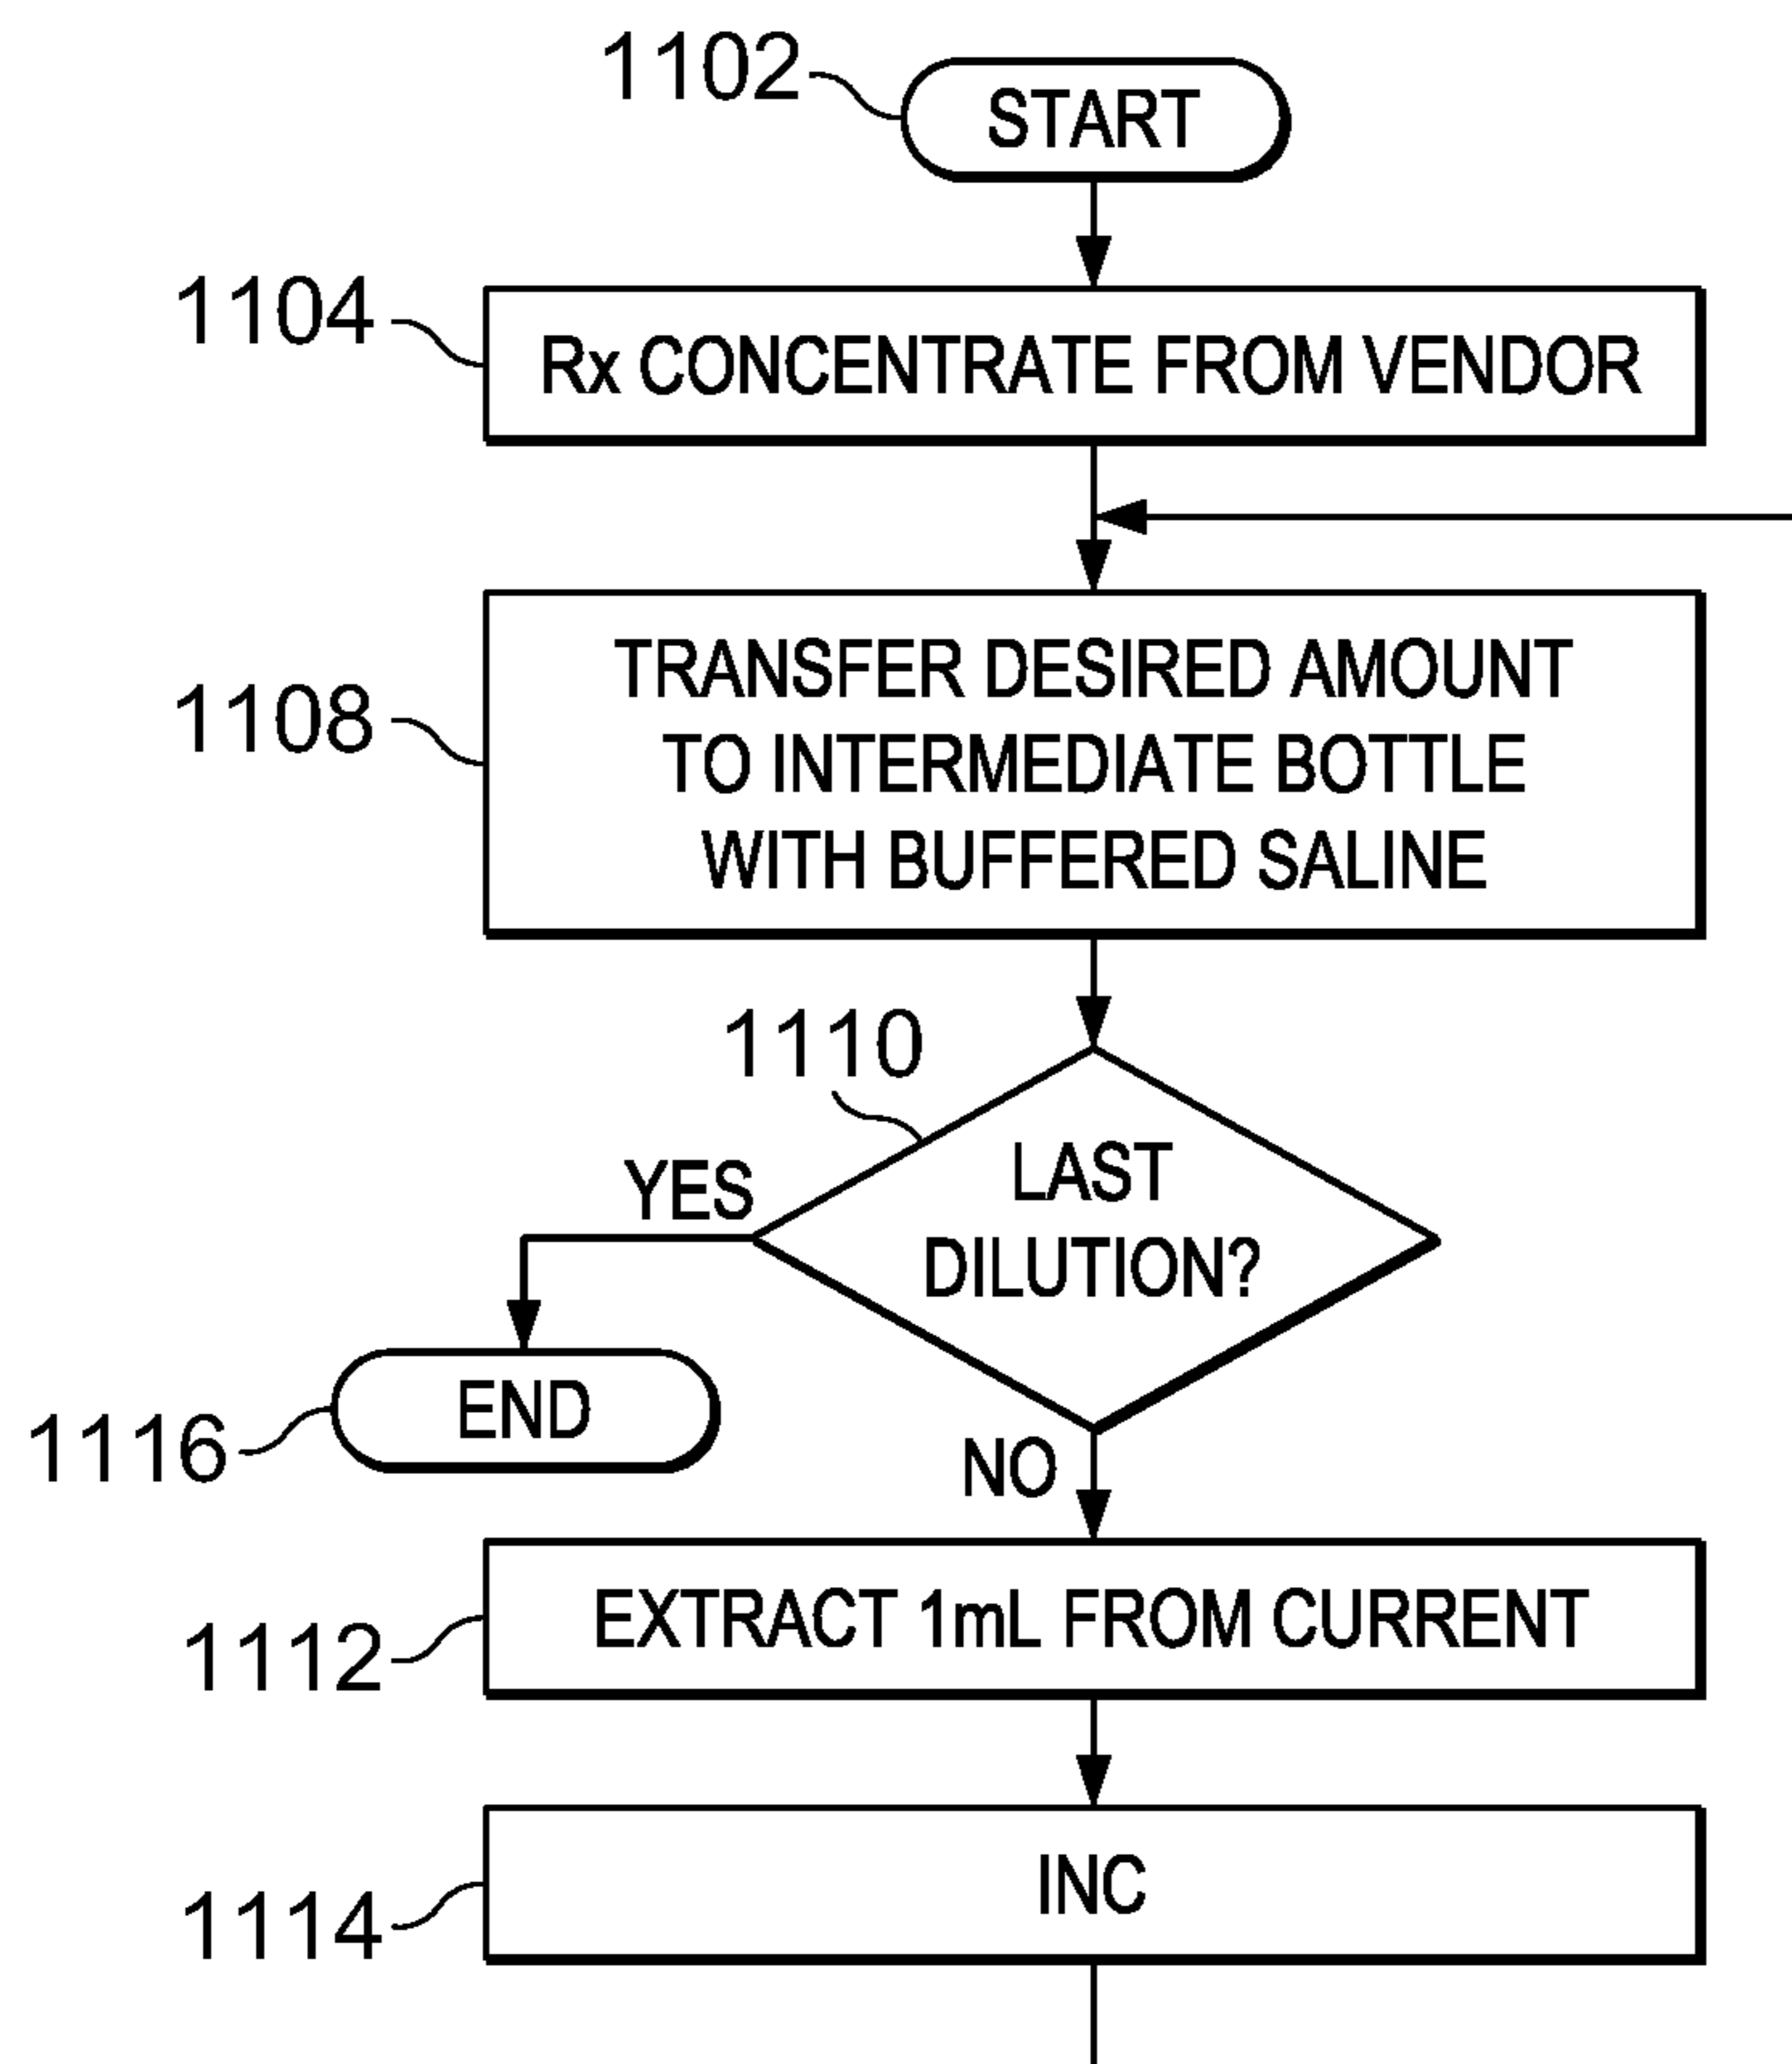 1102
START
1104
Rx CONCENTRATE FROM VENDOR
1108
TRANSFER DESIRED AMOUNT
TO INTERMEDIATE BOTTLE
WITH BUFFERED SALINE
1110
LAST
DILUTION?
YES
END
1116
NO
EXTRACT 1mL FROM CURRENT
1112
INC
1114